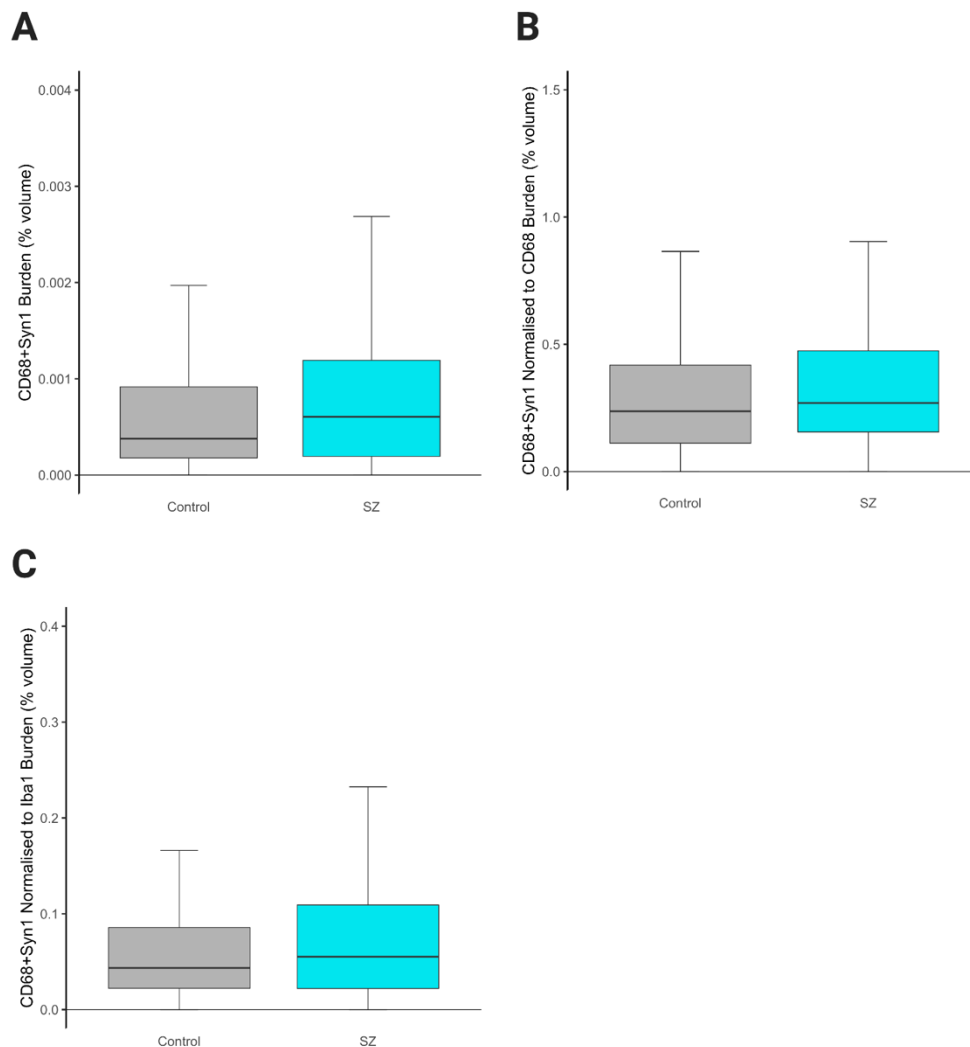 A
CD68+Syn1 Burden (% volume)
0.004
0.003
0.002
0.001
0.000
Control
SZ
B
CD68+Syn1 Normalised to CD68 Burden (% volume)
1.5
1.0
0.5
0.0
Control
SZ
C
CD68+Syn1 Normalised to Iba1 Burden (% volume)
0.4
0.3
0.2
0.1
0.0
Control
SZ